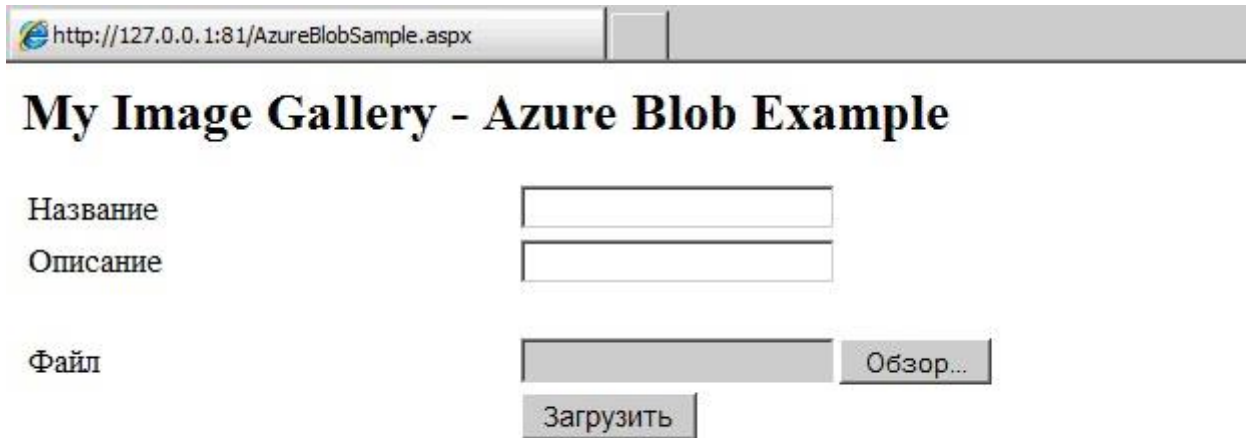 http://127.0.0.1:81/AzureBlobSample.aspx
My Image Gallery - Azure Blob Example
Название
Описание
Файл
Обзор...
Загрузить